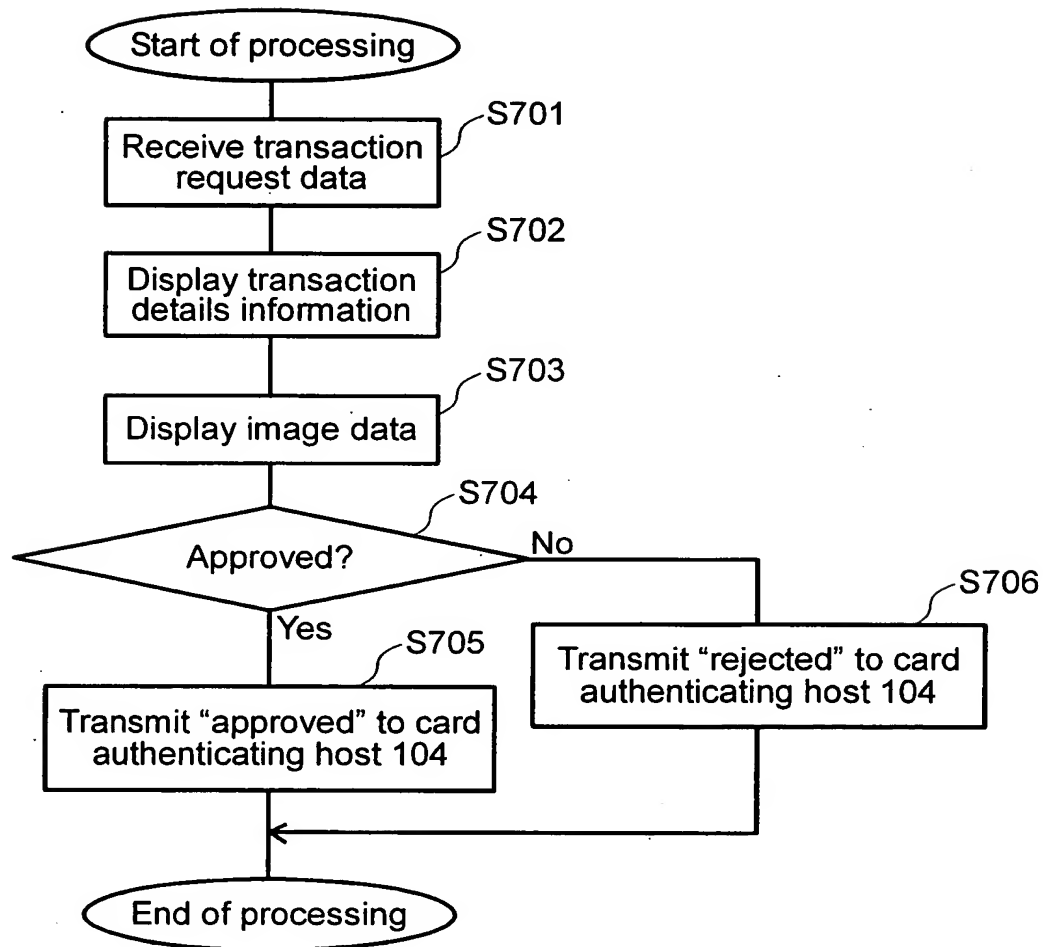 Start of processing
S701
Receive transaction
request data
S702
Display transaction
details information
S703
Display image data
S704
Approved?
No
Yes
S705
Transmit “approved” to card
authenticating host 104
S706
Transmit “rejected” to card
authenticating host 104
End of processing